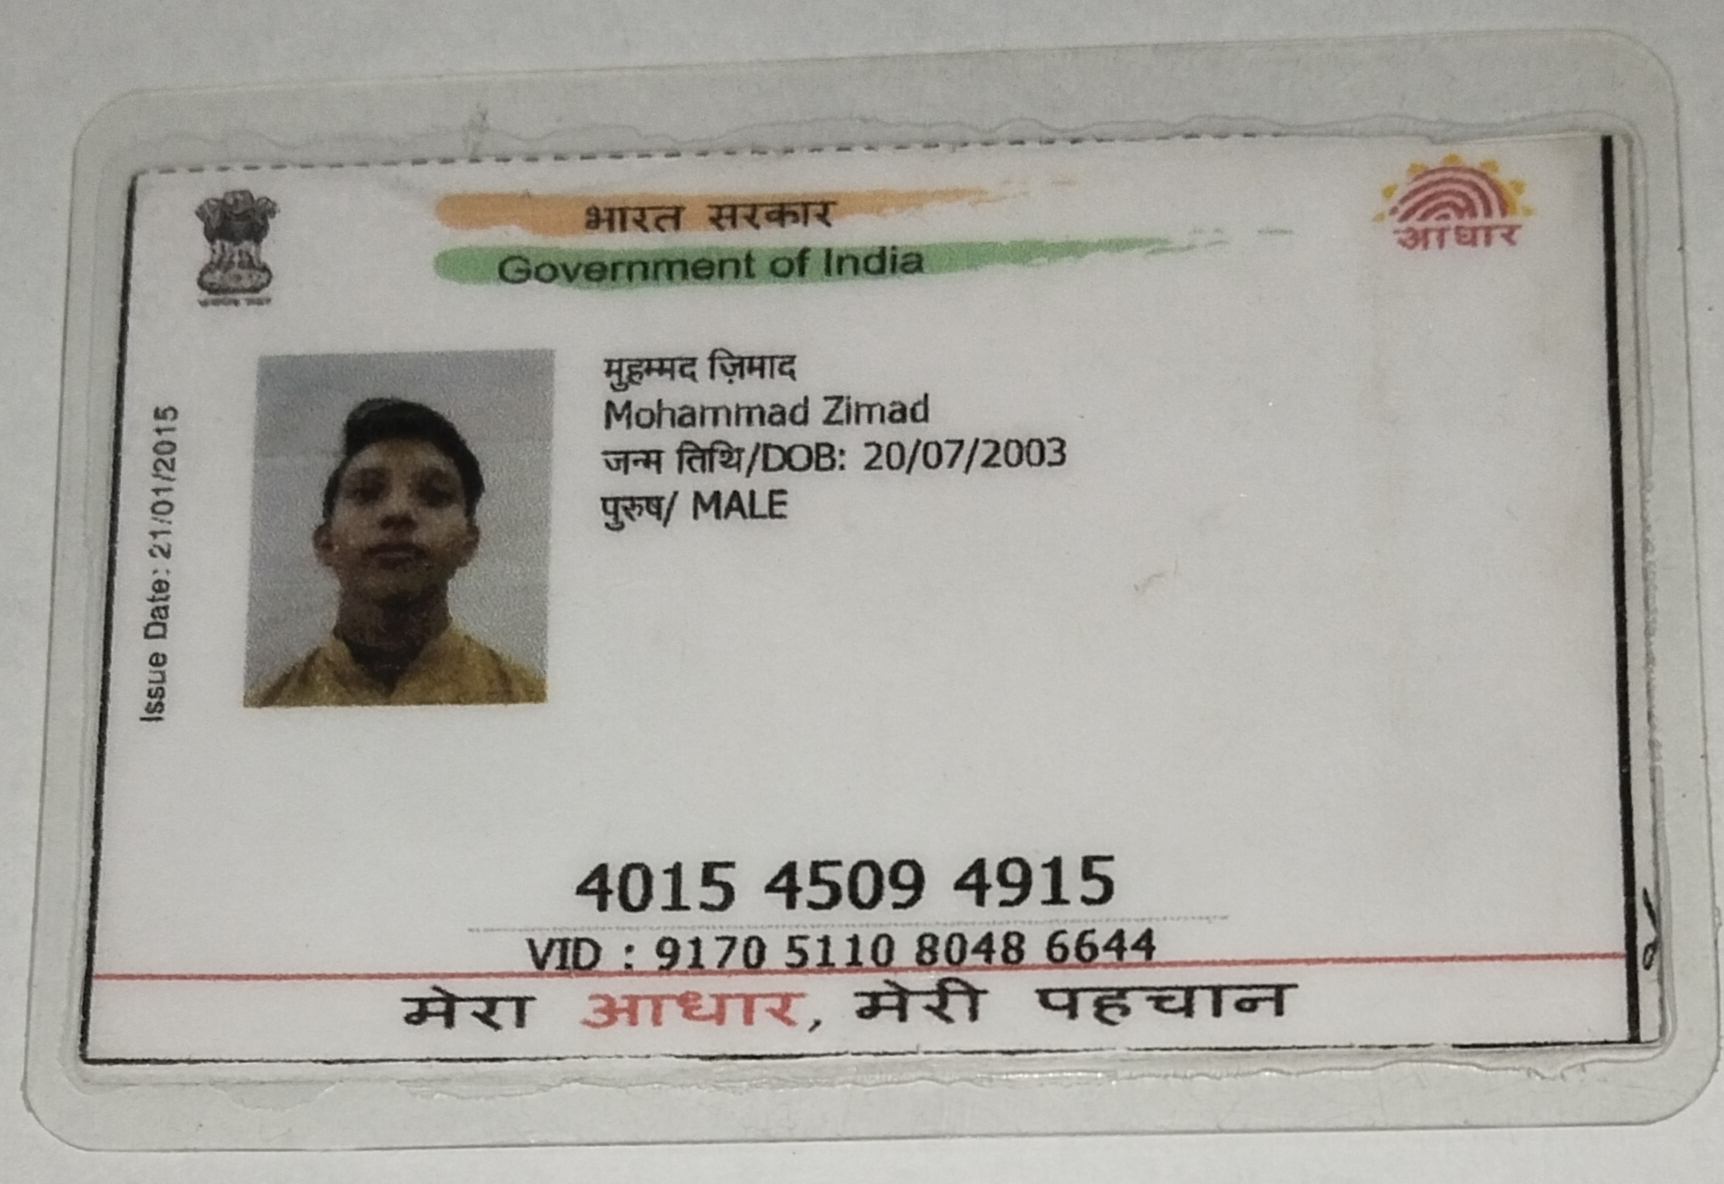 भारत सरकार
Government of India
आधार
Issue Date: 21/01/2015
मुहम्मद ज़िमाद
Mohammad Zimad
जन्म तिथि/DOB: 20/07/2003
पुरुष/ MALE
4015 4509 4915
VID : 9170 5110 8048 6644
मेरा आधार, मेरी पहचान